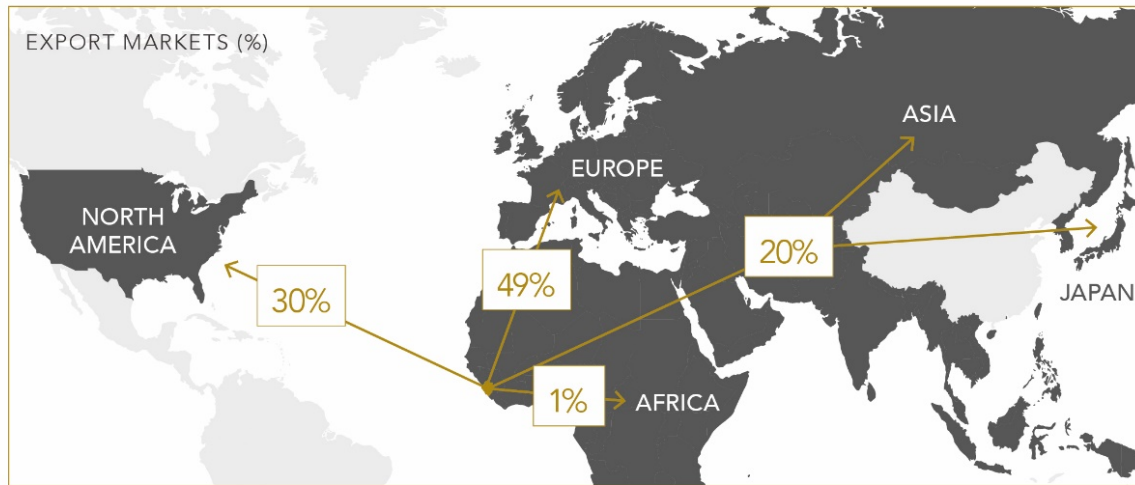 EXPORT MARKETS (%)
ASIA
EUROPE
NORTH
AMERICA
20%
49%
30%
JAPAN
1%
AFRICA